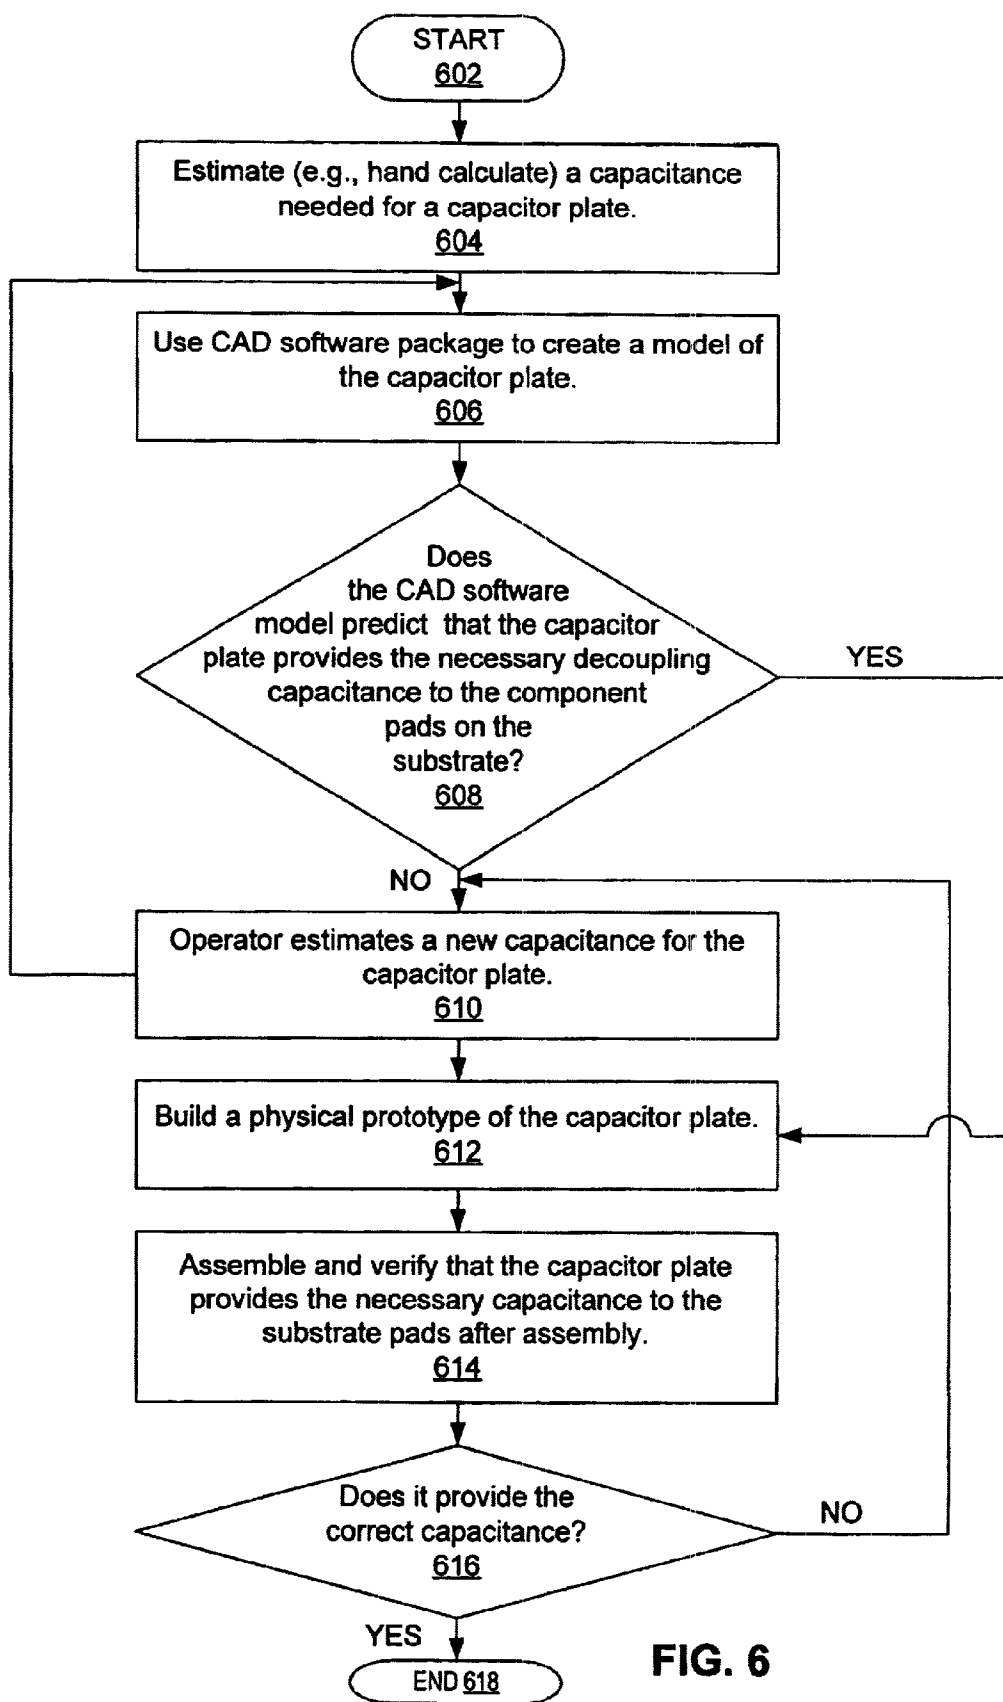 START
602
Estimate (e.g., hand calculate) a capacitance
needed for a capacitor plate.
604
Use CAD software package to create a model of
the capacitor plate.
606
Does
the CAD software
model predict that the capacitor
plate provides the necessary decoupling
capacitance to the component
pads on the
substrate?
608
YES
NO
Operator estimates a new capacitance for the
capacitor plate.
610
Build a physical prototype of the capacitor plate.
612
Assemble and verify that the capacitor plate
provides the necessary capacitance to the
substrate pads after assembly.
614
Does it provide the
correct capacitance?
616
NO
YES
END 618
FIG. 6